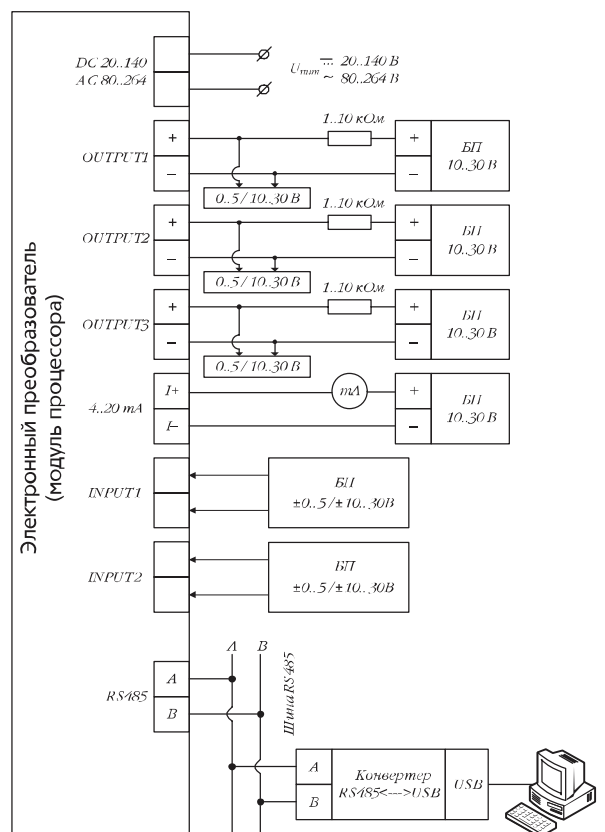 Электронный преобразователь
(модуль процессора)
DC 20..140
AC 80..264
Uпит
⎓ 20..140 В
~ 80..264 В
OUTPUT1
+
–
1..10 кОм
0..5 / 10..30 В
+
–
БП
10..30 В
OUTPUT2
+
–
1..10 кОм
0..5 / 10..30 В
+
–
БП
10..30 В
OUTPUT3
+
–
1..10 кОм
0..5 / 10..30 В
+
–
БП
10..30 В
4..20 mA
I+
I-
mA
+
–
БП
10..30 В
INPUT1
БП
±0..5/±10..30В
INPUT2
БП
±0..5/±10..30В
A B
Шина RS485
RS485
A
B
A
B
Конвертер
RS485<--->USB
USB